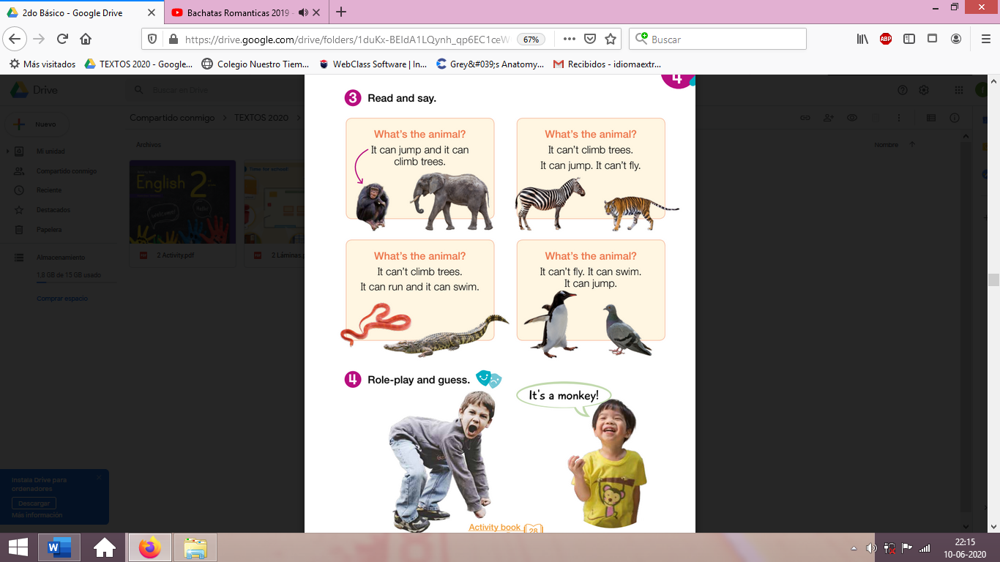 2do Básico - Google Drive
Bachatas Romanticas 2019 -
https://drive.google.com/drive/folders/1duKx-BEIdA1LQynh_qp6EC1ceW
67%
Buscar
Más visitados
TEXTOS 2020 - Google...
Colegio Nuestro Tiem...
WebClass Software | In...
Grey&#039;s Anatomy...
Recibidos - idiomaextr...
Drive
Buscar en Drive
Nuevo
Compartido conmigo > TEXTOS 2020 >
Nombre
Mi unidad
Compartido conmigo
Reciente
Destacados
Papelera
Almacenamiento
1,8 GB de 15 GB usado
Comprar espacio
Archivos
English 2
2 Activity.pdf
2 Láminas.p
Instala Drive para
ordenadores
Descargar
Más información
4
3 Read and say.
What's the animal?
It can jump and it can
climb trees.
What's the animal?
It can't climb trees.
It can jump. It can't fly.
What's the animal?
It can't climb trees.
It can run and it can swim.
What's the animal?
It can't fly. It can swim.
It can jump.
4 Role-play and guess.
It's a monkey!
Activity book 28
22:15
10-06-2020